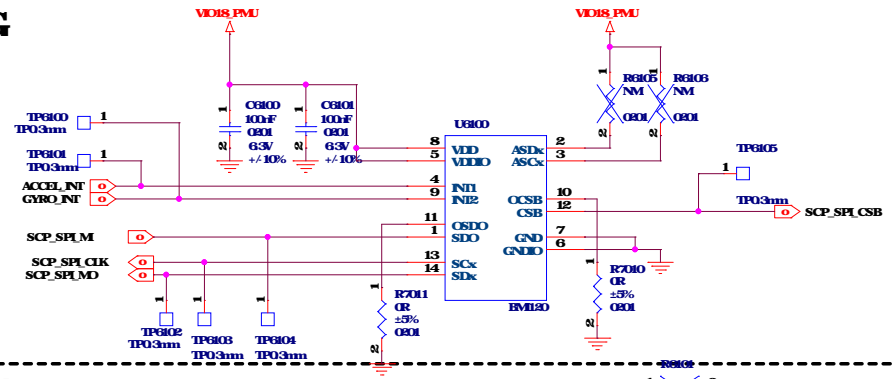 G
VIO18_PMU
VIO18_PMU
C6100
100nF
0201
6.3V
+/-10%
C6101
100nF
0201
6.3V
+/-10%
R6105
NM
0201
R6103
NM
0201
TP6100
TP0.3mm
1
TP6101
TP0.3mm
1
ACCEL_INT
GYRO_INT
SCP_SPI_MI
SCP_SPI_CLK
SCP_SPI_MO
U6100
8 VDD
5 VDDIO
4 INT1
9 INT2
11 OSDO
1 SDO
13 SCx
14 SDx
ASDx 2
ASCx 3
OCSB 10
CSB 12
GND 7
GNDIO 6
BMI120
TP6105
1
TP0.3mm
SCP_SPI_CSB
R7011
0R
±5%
0201
R7010
0R
±5%
0201
TP6102
TP0.3mm
TP6103
TP0.3mm
TP6104
TP0.3mm